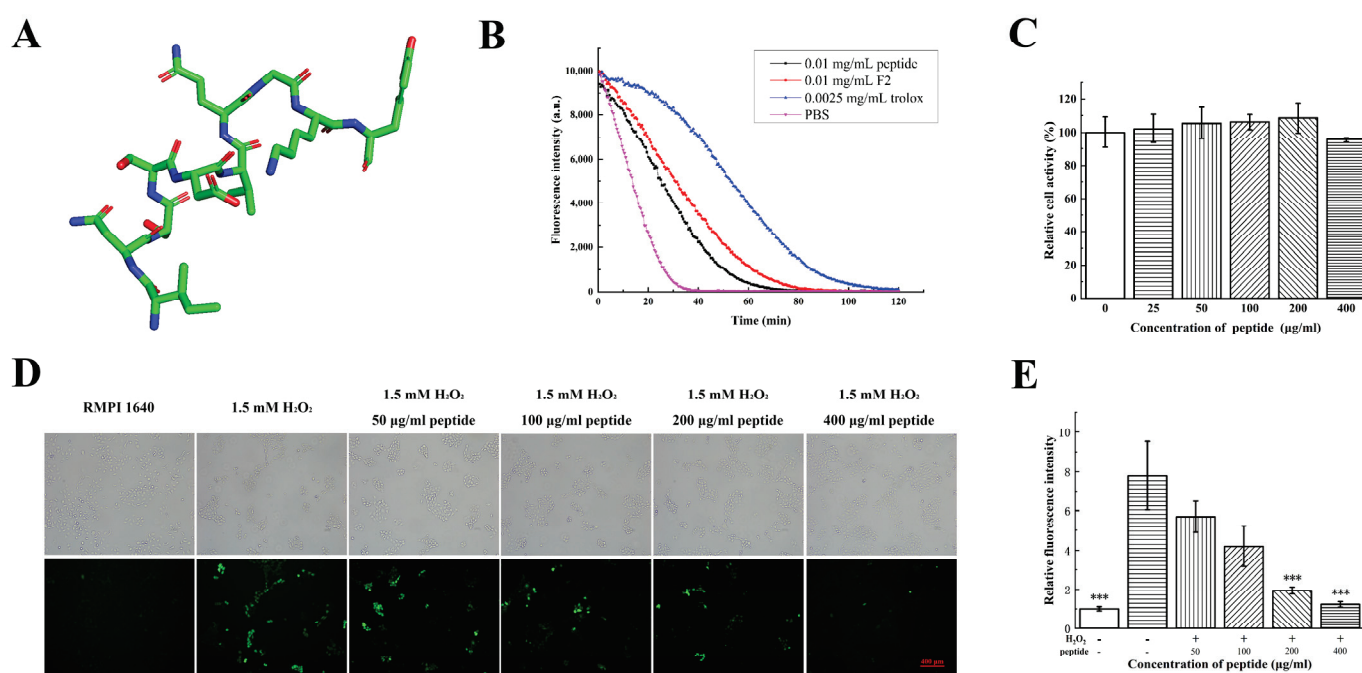 A
B
C
0.01 mg/mL peptide
0.01 mg/mL F2
0.0025 mg/mL trolox
PBS
10,000
8,000
6,000
4,000
2,000
0
Fluorescence intensity (a.u.)
0 20 40 60 80 100 120
Time (min)
120
100
80
60
40
20
0
Relative cell activity (%)
0 25 50 100 200 400
Concentration of peptide (μg/ml)
D
RMPI 1640
1.5 mM H₂O₂
1.5 mM H₂O₂
50 μg/ml peptide
1.5 mM H₂O₂
100 μg/ml peptide
1.5 mM H₂O₂
200 μg/ml peptide
1.5 mM H₂O₂
400 μg/ml peptide
400 μm
E
10
8
6
4
2
0
Relative fluorescence intensity
*** *** ***
H₂O₂ - - + + + +
peptide - - 50 100 200 400
Concentration of peptide (μg/ml)